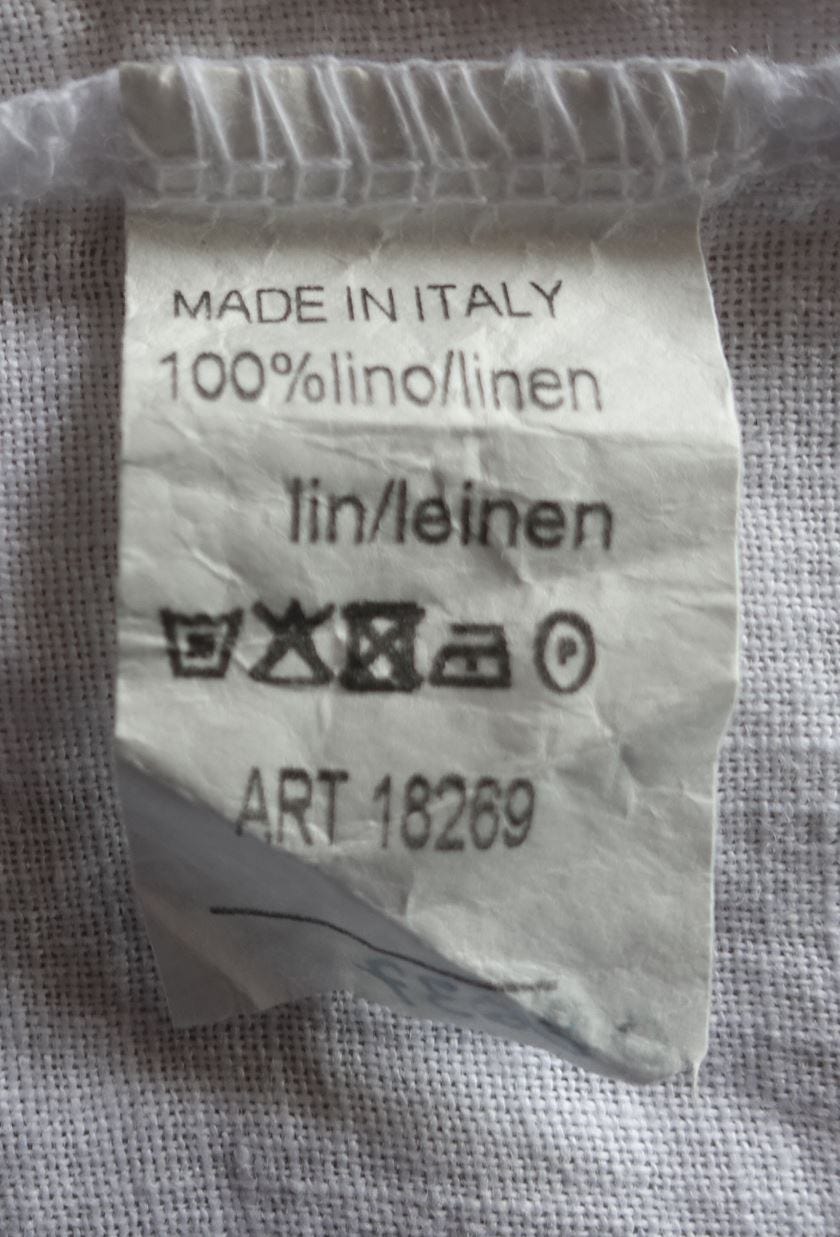 MADE IN ITALY
100%lino/linen
lin/leinen
P
ART 18269